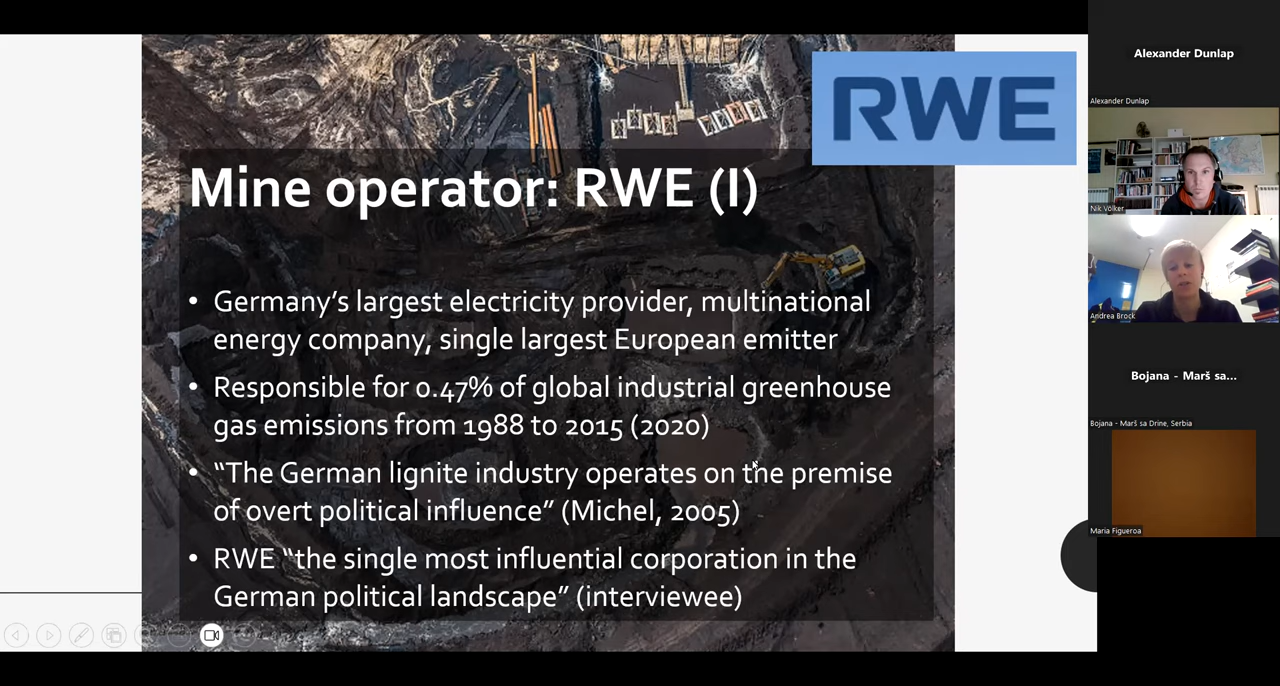 RWE
Mine operator: RWE (I)
• Germany's largest electricity provider, multinational
energy company, single largest European emitter
• Responsible for 0.47% of global industrial greenhouse
gas emissions from 1988 to 2015 (2020)
• “The German lignite industry operates on the premise
of overt political influence” (Michel, 2005)
• RWE “the single most influential corporation in the
German political landscape” (interviewee)
Alexander Dunlap
Alexander Dunlap
Nik Völker
Andrea Brock
Bojana - Marš sa...
Bojana - Marš sa Drine, Serbia
Maria Figueroa